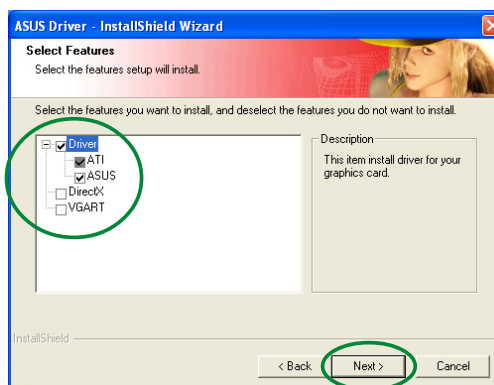 ASUS Driver - InstallShield Wizard
Select Features
Select the features setup will install.
Select the features you want to install, and deselect the features you do not want to install.
Driver
ATI
ASUS
DirectX
VGART
Description
This item install driver for your
graphics card.
InstallShield
< Back
Next >
Cancel